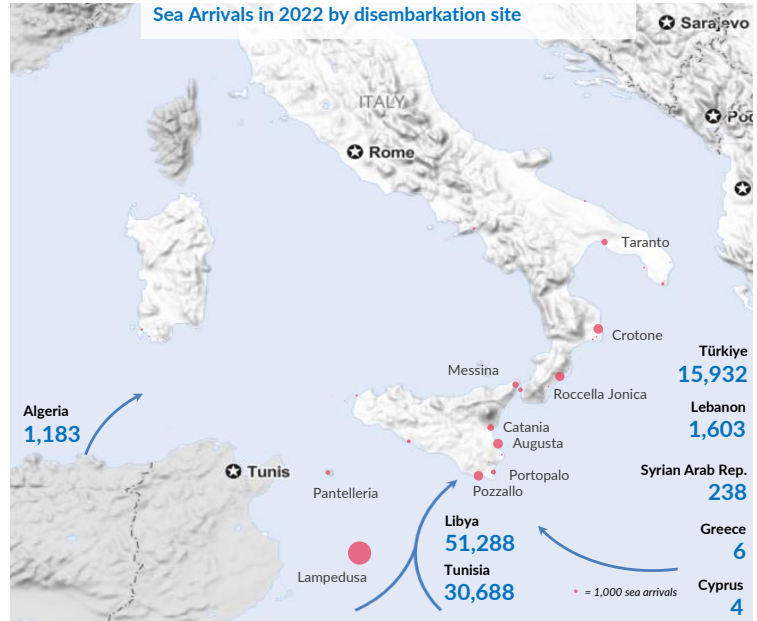 Sea Arrivals in 2022 by disembarkation site
Sarajevo
ITALY
Rome
Taranto
Crotone
Messina
Roccella Jonica
Türkiye
15,932
Algeria
1,183
Lebanon
1,603
Catania
Augusta
Tunis
Pantelleria
Portopalo
Pozzallo
Syrian Arab Rep.
238
Libya
51,288
Tunisia
30,688
Lampedusa
Greece
6
= 1,000 sea arrivals
Cyprus
4